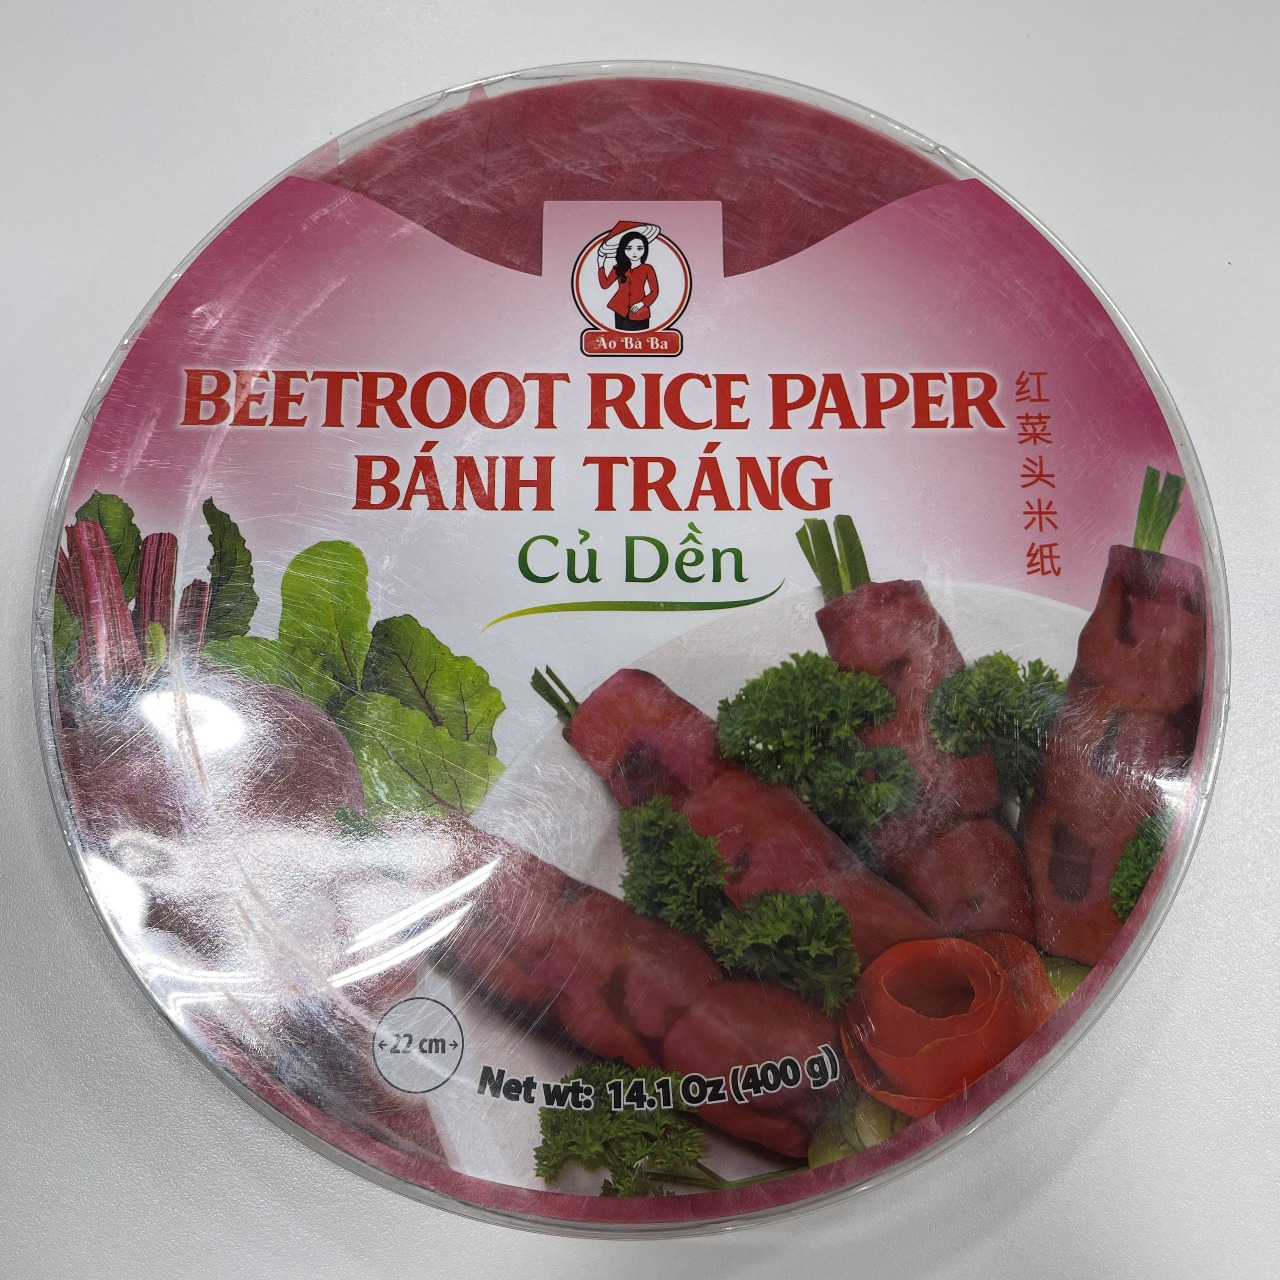 Áo Bà Ba
BEETROOT RICE PAPER
BÁNH TRÁNG
Củ Dền
红菜头米纸
22 cm
Net wt: 14.1 Oz (400 g)